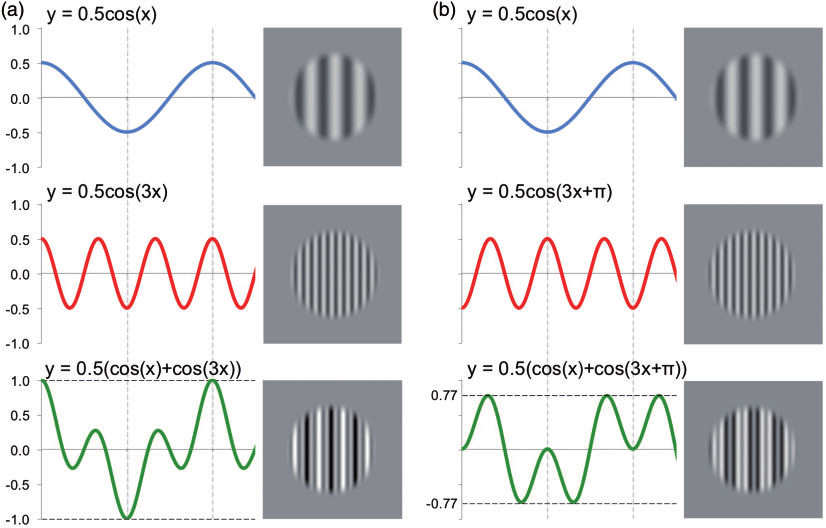 (a)
y = 0.5cos(x)
1.0
0.5
0.0
-0.5
-1.0
y = 0.5cos(3x)
1.0
0.5
0.0
-0.5
-1.0
y = 0.5(cos(x)+cos(3x))
1.0
0.5
0.0
-0.5
-1.0
(b)
y = 0.5cos(x)
y = 0.5cos(3x+π)
y = 0.5(cos(x)+cos(3x+π))
0.77
-0.77